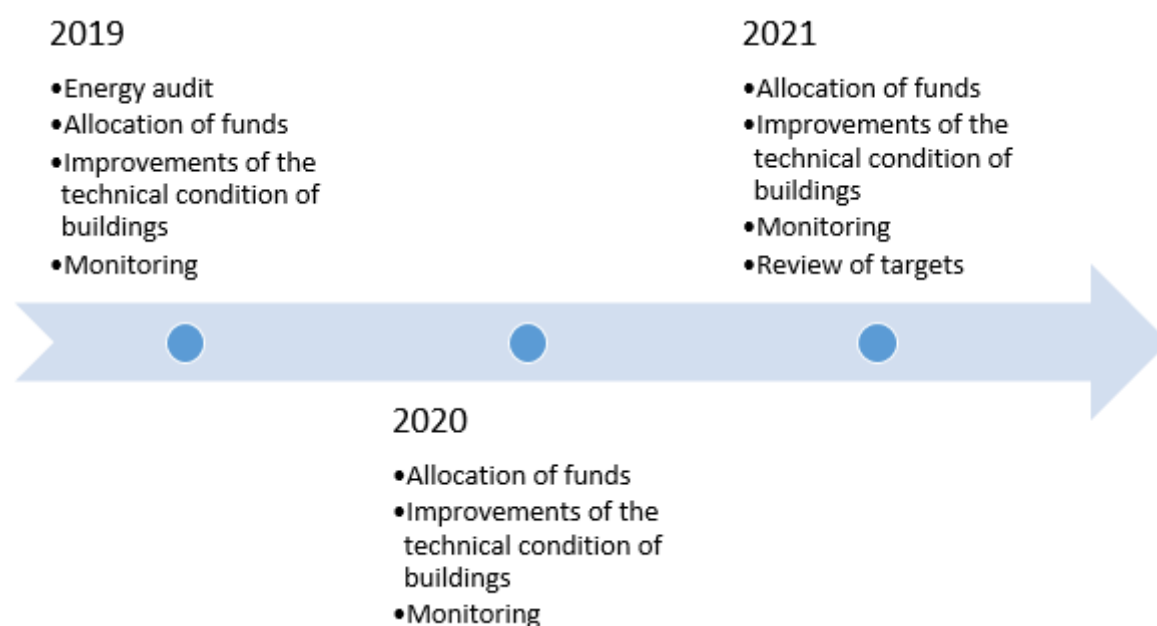 2019
•Energy audit
•Allocation of funds
•Improvements of the
technical condition of
buildings
•Monitoring
2020
•Allocation of funds
•Improvements of the
technical condition of
buildings
•Monitoring
2021
•Allocation of funds
•Improvements of the
technical condition of
buildings
•Monitoring
•Review of targets